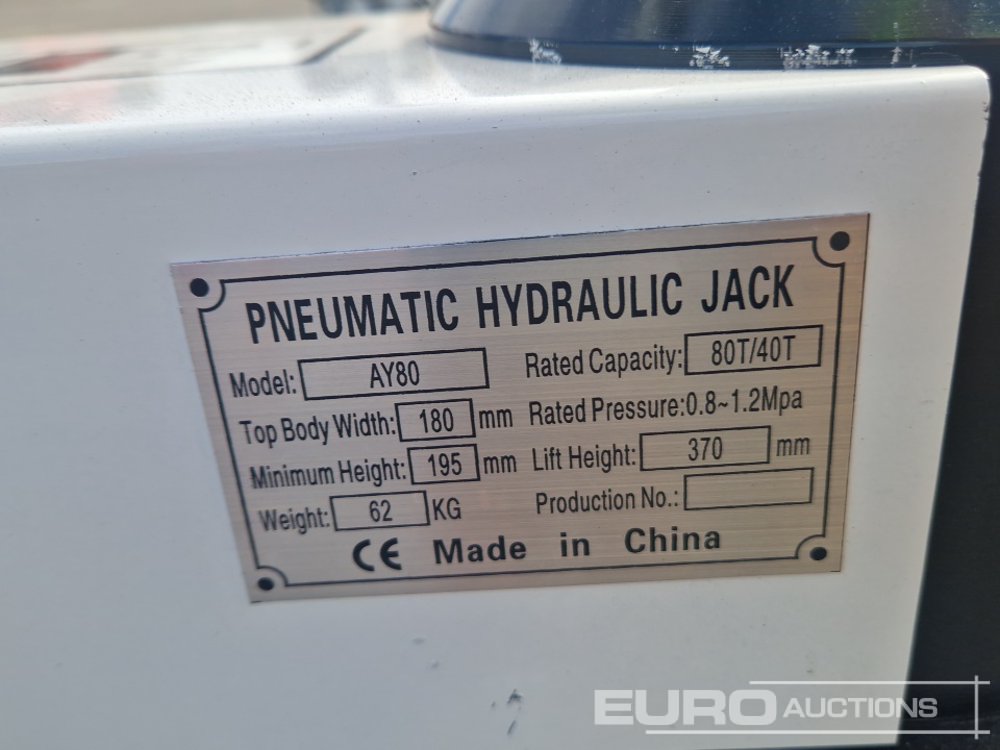 PNEUMATIC HYDRAULIC JACK
Model: AY80 Rated Capacity: 80T/40T
Top Body Width: 180 mm Rated Pressure:0.8~1.2Mpa
Minimum Height: 195 mm Lift Height: 370 mm
Weight: 62 KG Production No.:
CE Made in China
EURO AUCTIONS